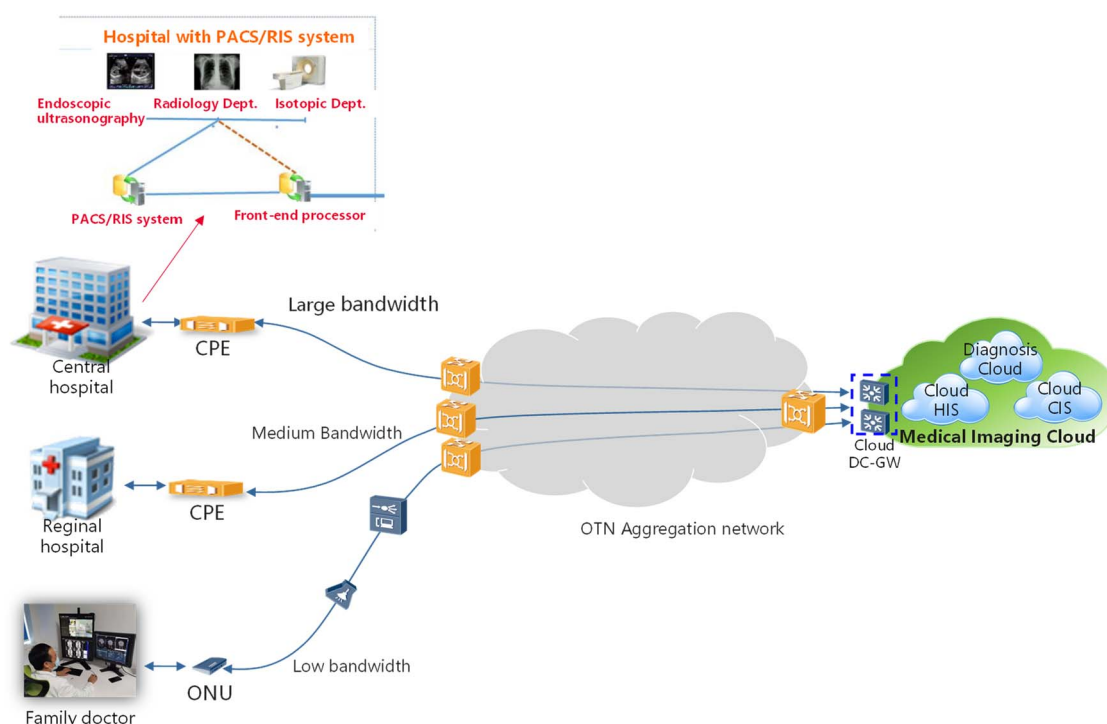 Hospital with PACS/RIS system
Endoscopic
ultrasonography
Radiology Dept.
Isotopic Dept.
PACS/RIS system
Front-end processor
Large bandwidth
CPE
Central
hospital
Diagnosis
Cloud
Cloud
HIS
Cloud
CIS
Medical Imaging Cloud
Cloud
DC-GW
Medium Bandwidth
CPE
Reginal
hospital
OTN Aggregation network
Low bandwidth
ONU
Family doctor